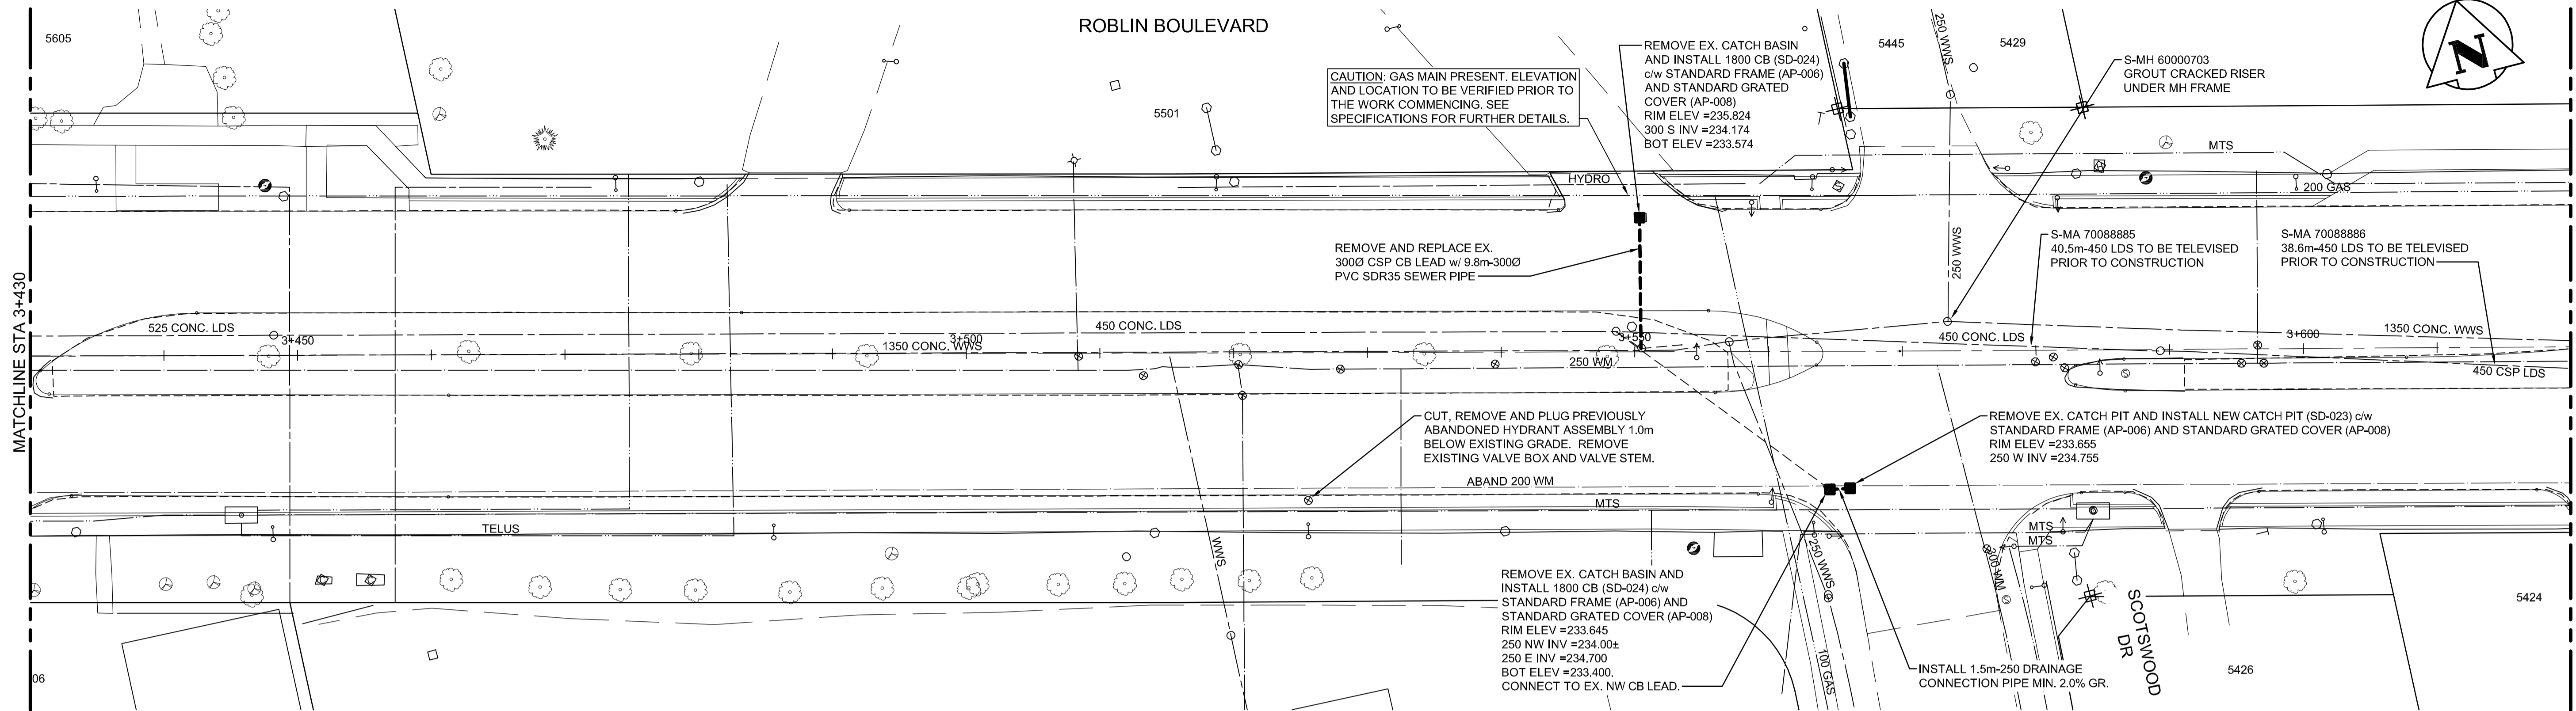 ROBLIN BOULEVARD
5605
5501
CAUTION: GAS MAIN PRESENT. ELEVATION
AND LOCATION TO BE VERIFIED PRIOR TO
THE WORK COMMENCING. SEE
SPECIFICATIONS FOR FURTHER DETAILS.
REMOVE EX. CATCH BASIN
AND INSTALL 1800 CB (SD-024)
c/w STANDARD FRAME (AP-006)
AND STANDARD GRATED
COVER (AP-008)
RIM ELEV =235.824
300 S INV =234.174
BOT ELEV =233.574
5445
250 WWS
5429
S-MH 60000703
GROUT CRACKED RISER
UNDER MH FRAME
N
MTS
HYDRO
200 GAS
REMOVE AND REPLACE EX.
300Ø CSP CB LEAD w/ 9.8m-300Ø
PVC SDR35 SEWER PIPE
250 WWS
S-MA 70088885
40.5m-450 LDS TO BE TELEVISED
PRIOR TO CONSTRUCTION
S-MA 70088886
38.6m-450 LDS TO BE TELEVISED
PRIOR TO CONSTRUCTION
MATCHLINE STA 3+430
525 CONC. LDS
3+450
450 CONC. LDS
3+500
1350 CONC. WWS
3+550
250 WM
450 CONC. LDS
3+600
1350 CONC. WWS
450 CSP LDS
CUT, REMOVE AND PLUG PREVIOUSLY
ABANDONED HYDRANT ASSEMBLY 1.0m
BELOW EXISTING GRADE. REMOVE
EXISTING VALVE BOX AND VALVE STEM.
REMOVE EX. CATCH PIT AND INSTALL NEW CATCH PIT (SD-023) c/w
STANDARD FRAME (AP-006) AND STANDARD GRATED COVER (AP-008)
RIM ELEV =233.655
250 W INV =234.755
ABAND 200 WM
MTS
TELUS
WWS
250 WWS
MTS
MTS
300 WM
REMOVE EX. CATCH BASIN AND
INSTALL 1800 CB (SD-024) c/w
STANDARD FRAME (AP-006) AND
STANDARD GRATED COVER (AP-008)
RIM ELEV =233.645
250 NW INV =234.00±
250 E INV =234.700
BOT ELEV =233.400.
CONNECT TO EX. NW CB LEAD.
100 GAS
INSTALL 1.5m-250 DRAINAGE
CONNECTION PIPE MIN. 2.0% GR.
SCOTSWOOD
DR
5424
5426
06